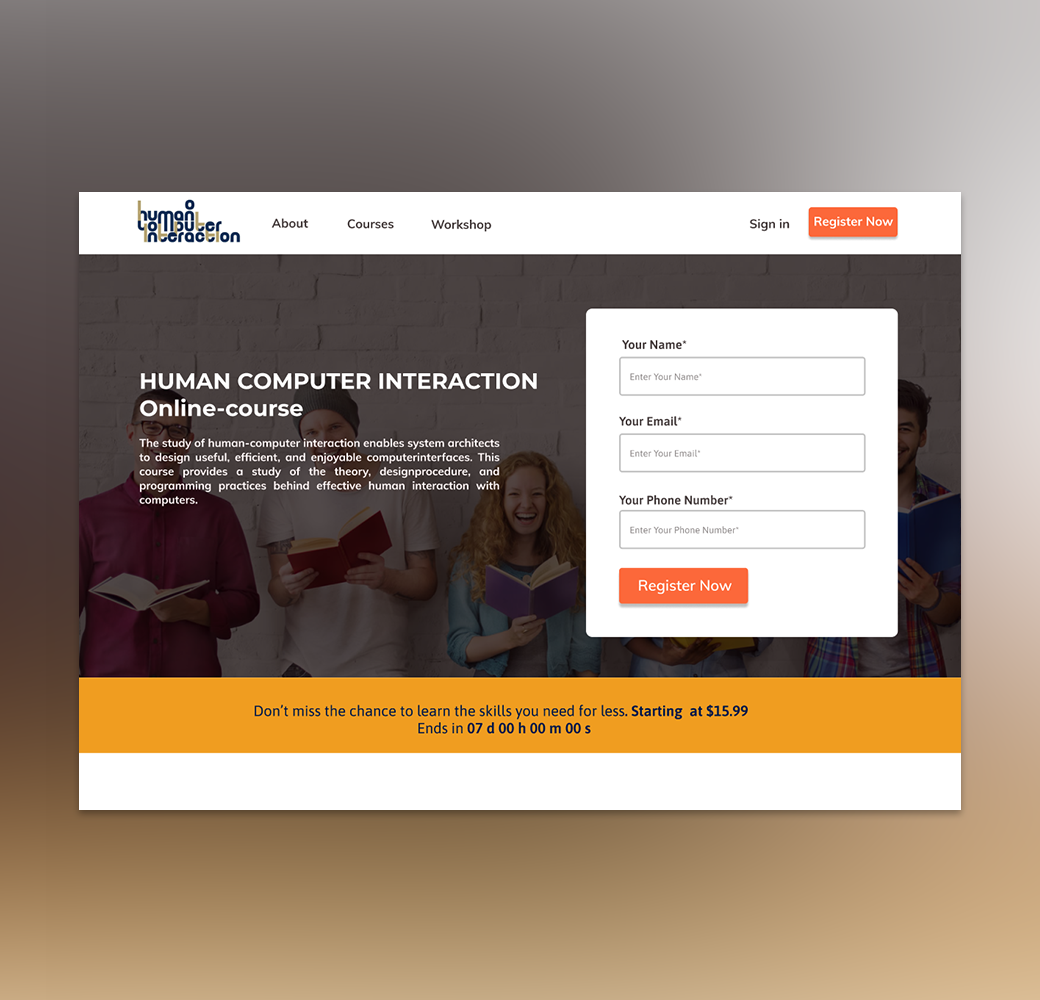 human
computer
interaction
About Courses Workshop Sign in Register Now
HUMAN COMPUTER INTERACTION
Online-course
The study of human-computer interaction enables system architects
to design useful, efficient, and enjoyable computerinterfaces. This
course provides a study of the theory, designprocedure, and
programming practices behind effective human interaction with
computers.
Your Name*
Enter Your Name*
Your Email*
Enter Your Email*
Your Phone Number*
Enter Your Phone Number*
Register Now
Don't miss the chance to learn the skills you need for less. Starting at $15.99
Ends in 07 d 00 h 00 m 00 s